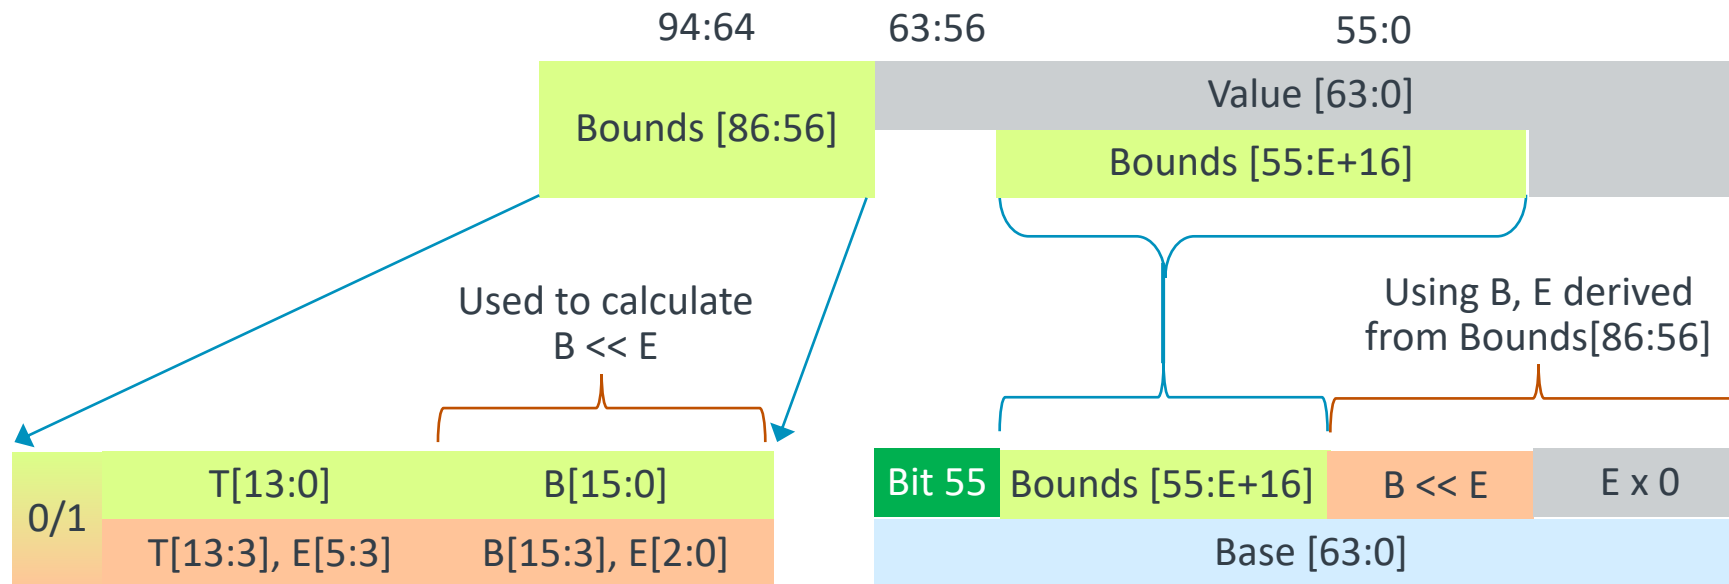 94:64
63:56
55:0
Value [63:0]
Bounds [86:56]
Bounds [55:E+16]
Used to calculate
B << E
Using B, E derived
from Bounds[86:56]
0/1
T[13:0]
B[15:0]
T[13:3], E[5:3]
B[15:3], E[2:0]
Bit 55
Bounds [55:E+16]
B << E
E x 0
Base [63:0]